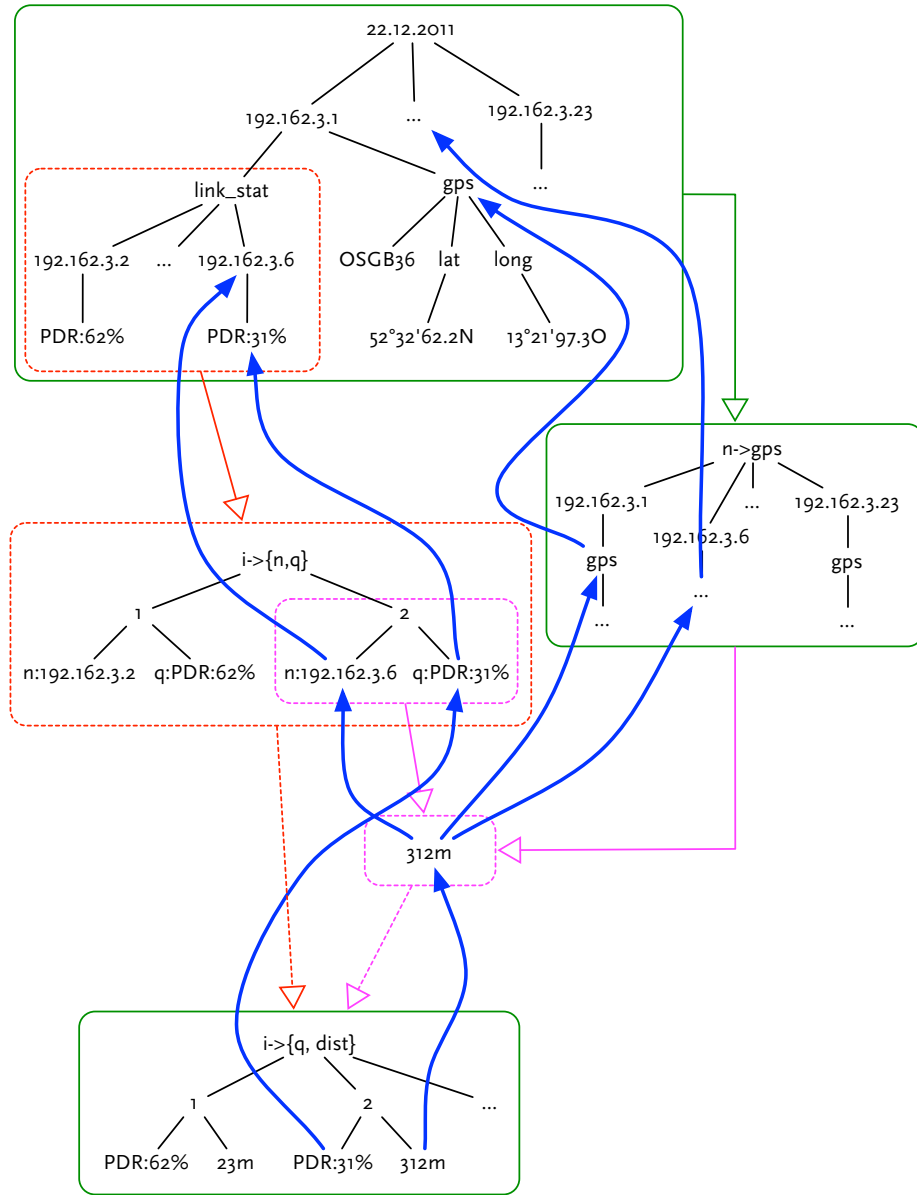 22.12.2011
192.162.3.1 ... 192.162.3.23
link_stat gps ...
192.162.3.2 ... 192.162.3.6 OSGB36 lat long
PDR:62% PDR:31% 52°32'62.2N 13°21'97.3O
n->gps
192.162.3.1 ... 192.162.3.23
192.162.3.6
gps gps
... ... ...
i->{n,q}
1 2
n:192.162.3.2 q:PDR:62% n:192.162.3.6 q:PDR:31%
312m
i->{q, dist}
1 2 ...
PDR:62% 23m PDR:31% 312m